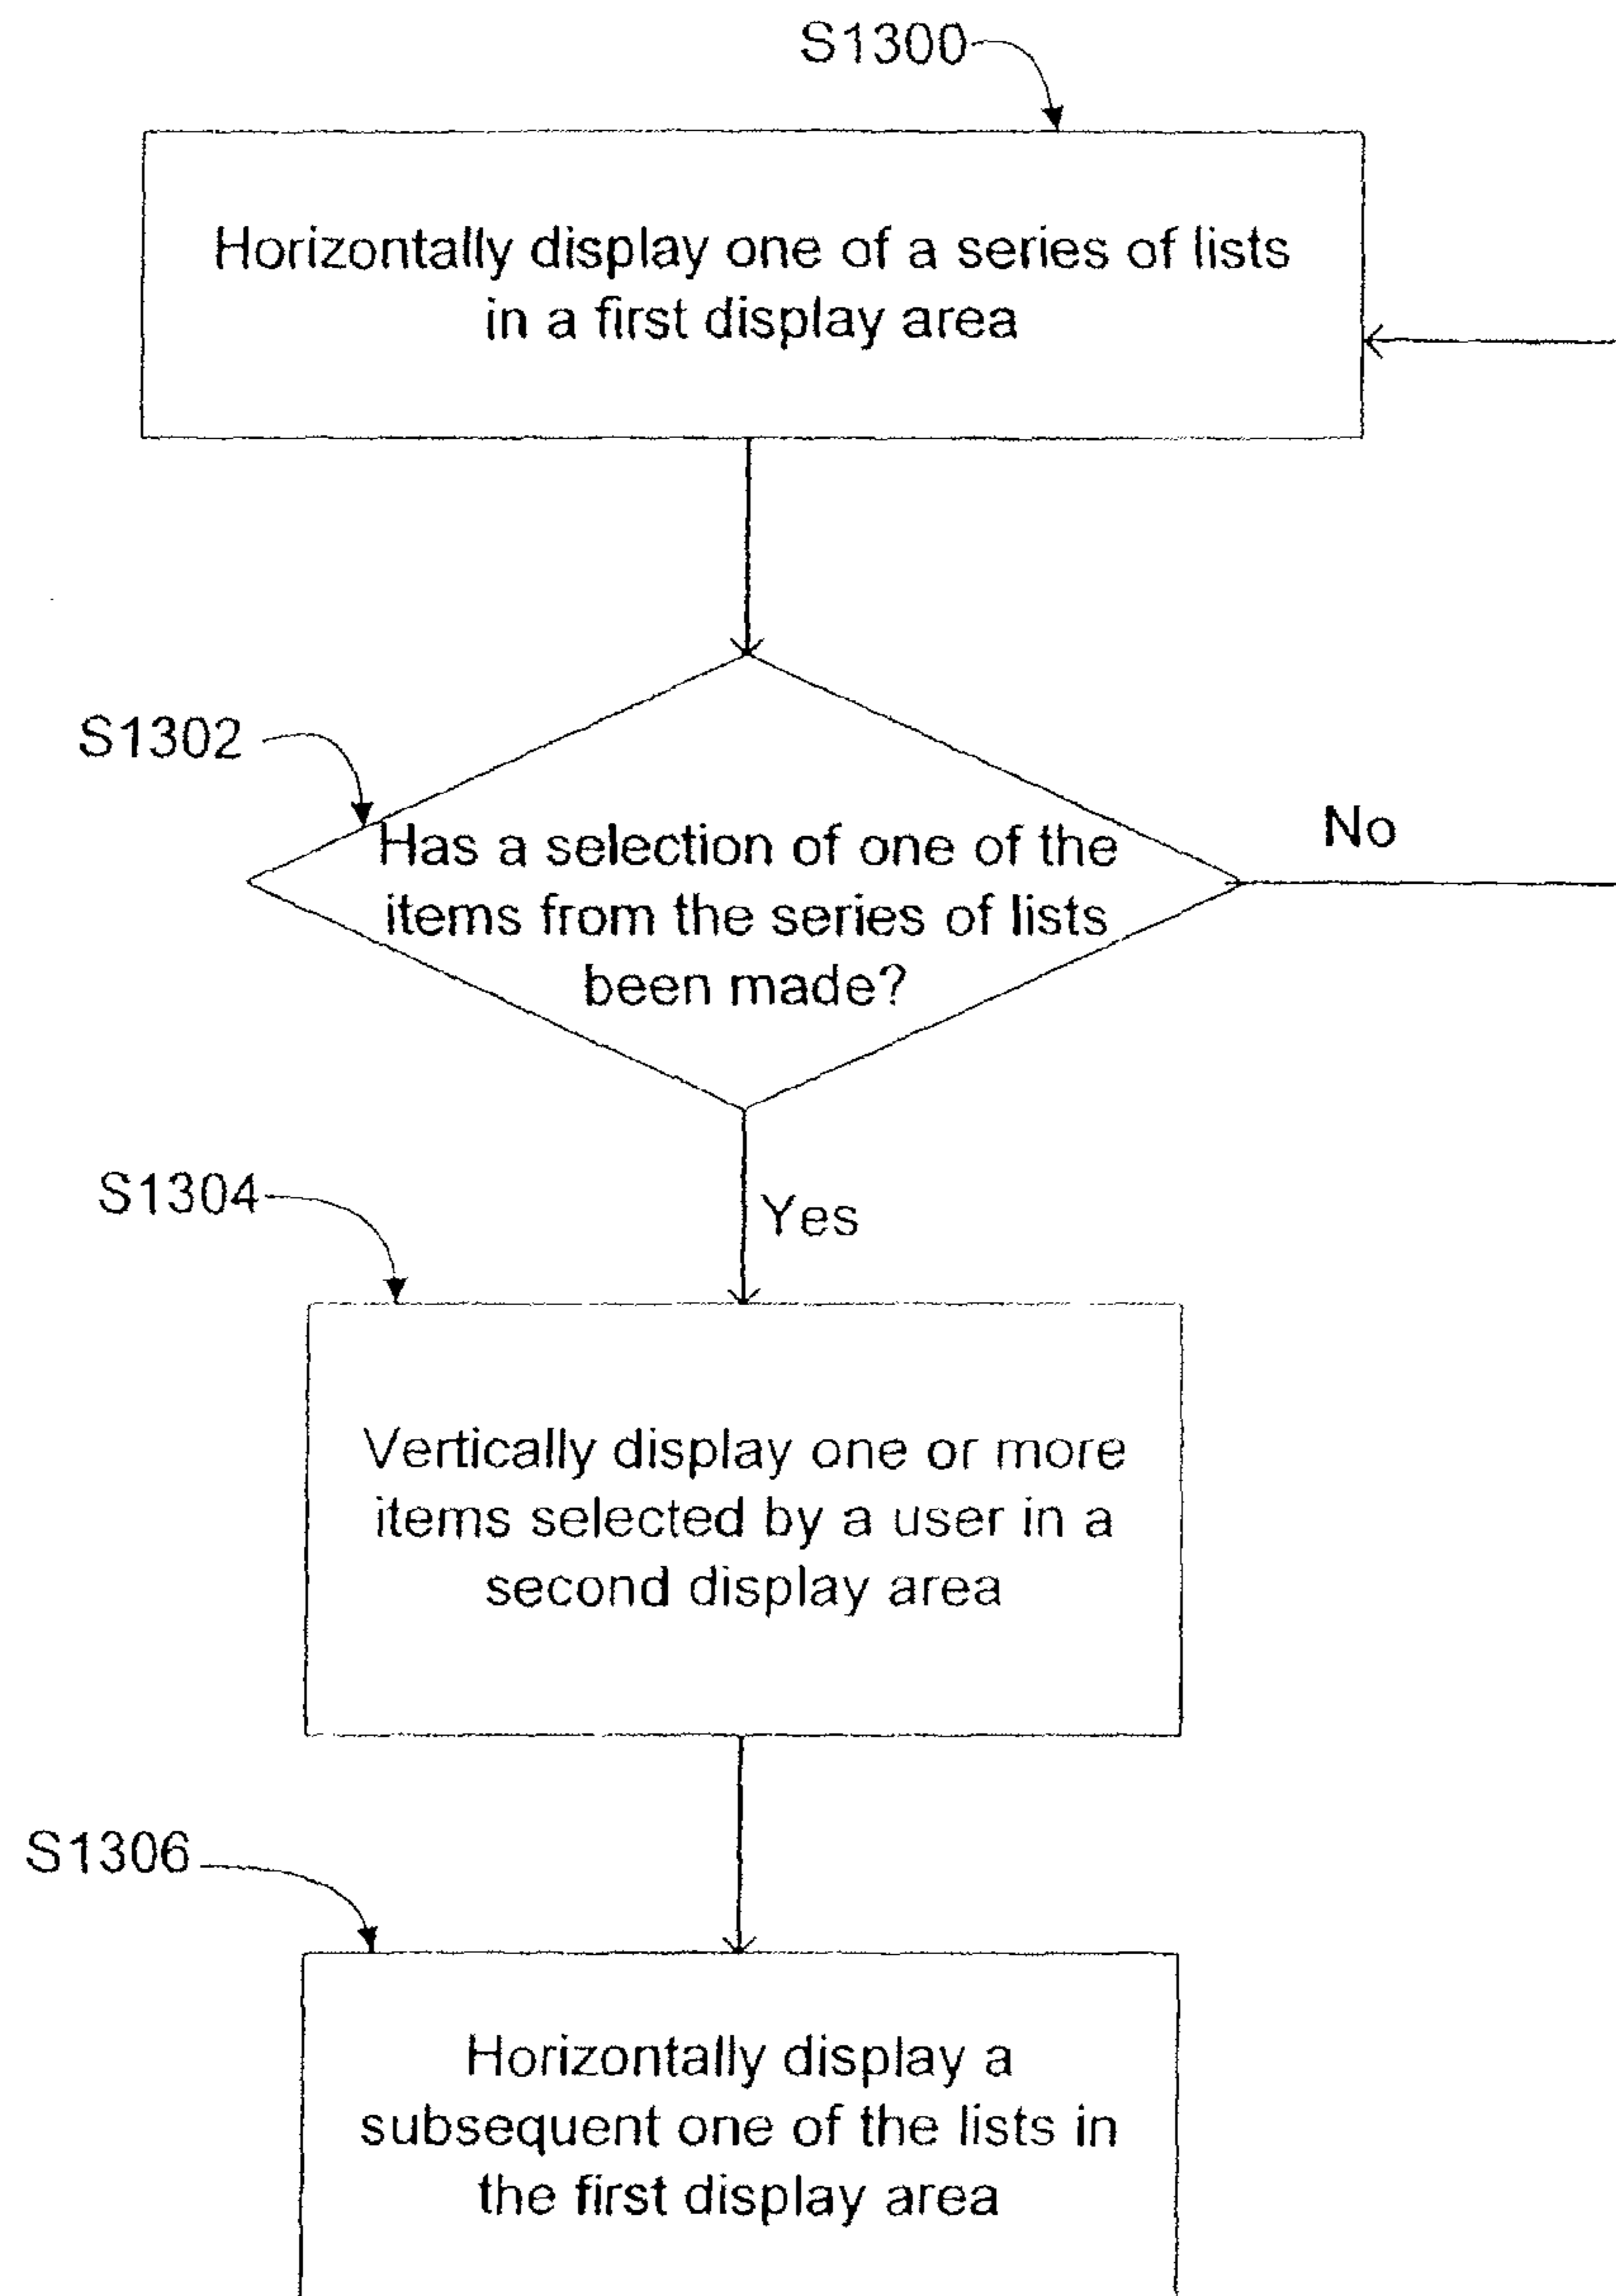 S1300
Horizontally display one of a series of lists
in a first display area
S1302
Has a selection of one of the
items from the series of lists
been made?
No
S1304
Yes
Vertically display one or more
items selected by a user in a
second display area
S1306
Horizontally display a
subsequent one of the lists in
the first display area